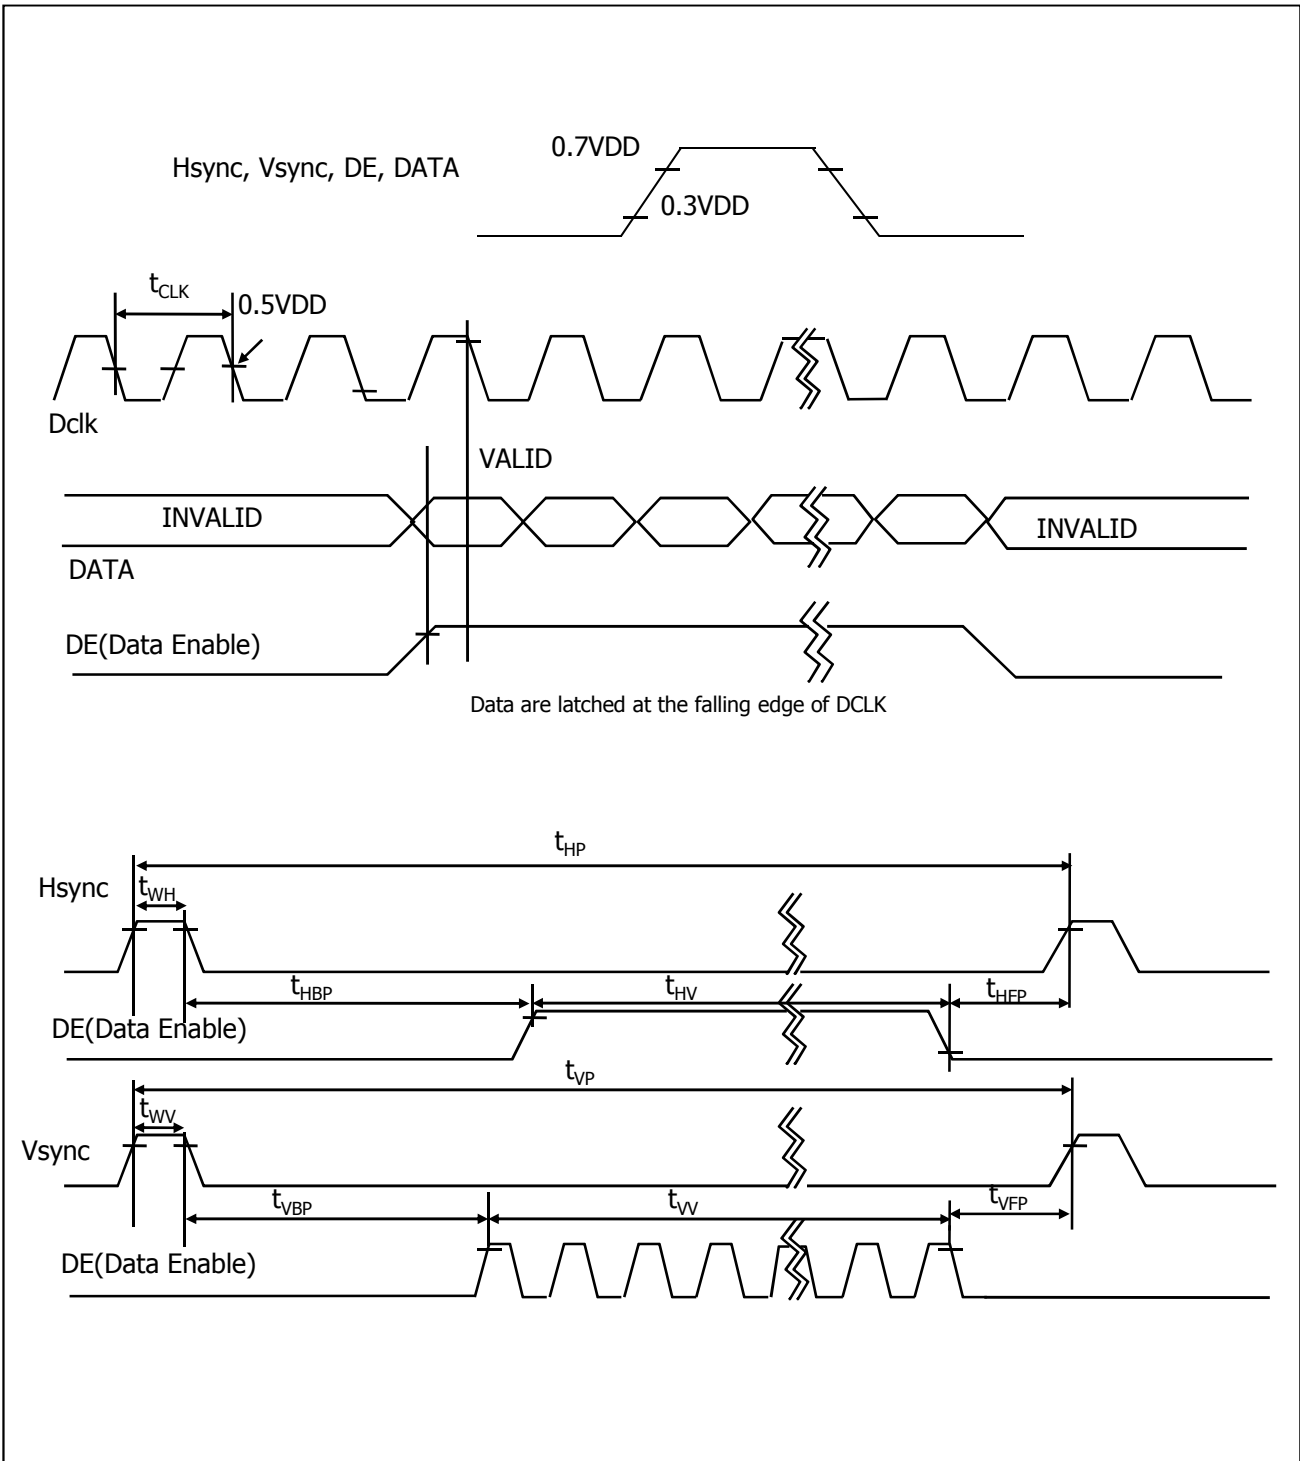 0.7VDD
Hsync, Vsync, DE, DATA
0.3VDD
tCLK
0.5VDD
Dclk
VALID
INVALID
INVALID
DATA
DE(Data Enable)
Data are latched at the falling edge of DCLK
tHP
Hsync
tWH
tHBP
tHV
tHFP
DE(Data Enable)
tVP
tWV
Vsync
tVBP
tVV
tVFP
DE(Data Enable)